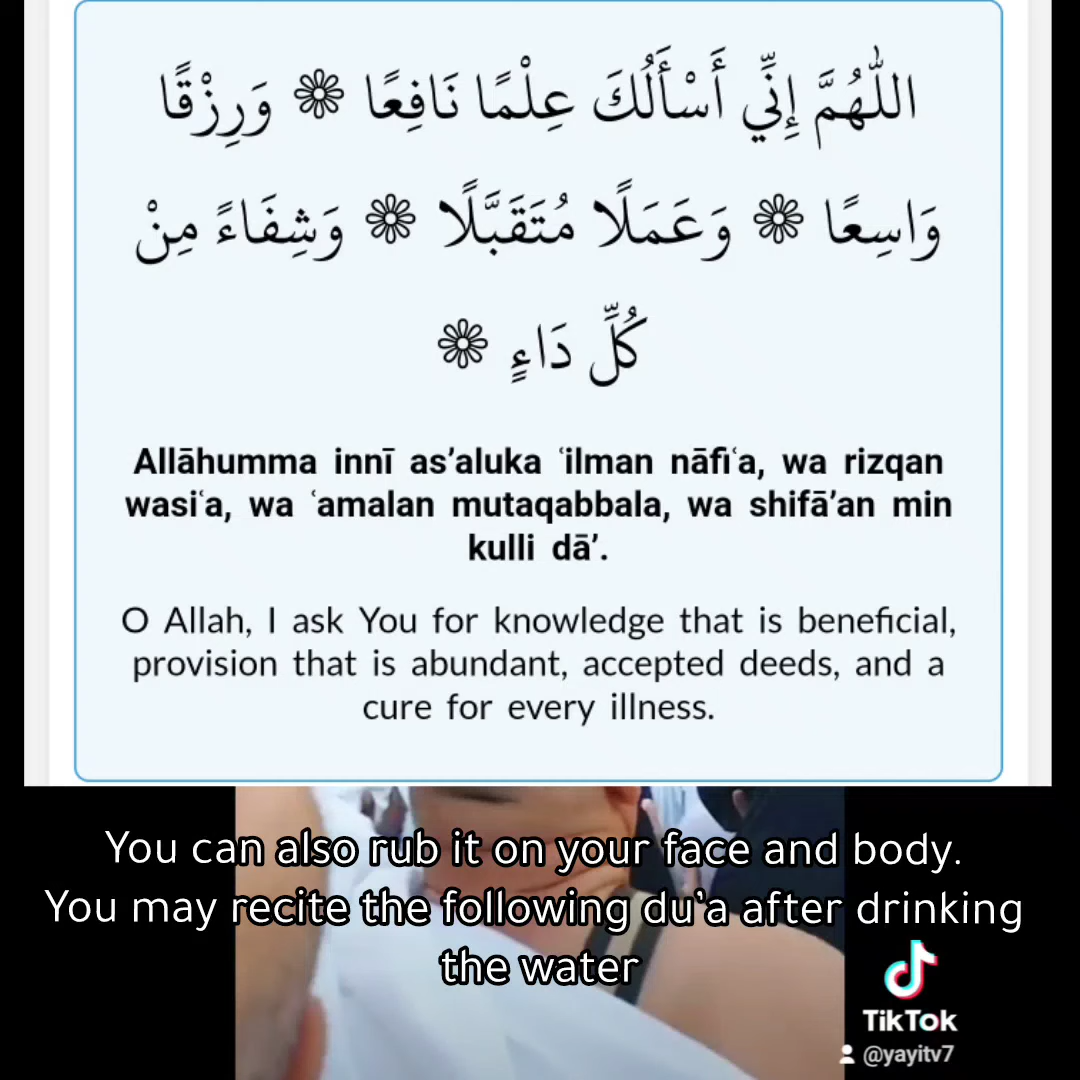 اللّٰهُمَّ إِنِّي أَسْأَلُكَ عِلْمًا نَافِعًا ❁ وَرِزْقًا
وَاسِعًا ❁ وَعَمَلًا مُتَقَبَّلًا ❁ وَشِفَاءً مِنْ
كُلِّ دَاءٍ ❁
Allāhumma innī as’aluka ʿilman nāfiʿa, wa rizqan
wasiʿa, wa ʿamalan mutaqabbala, wa shifā’an min
kulli dā’.
O Allah, I ask You for knowledge that is beneficial,
provision that is abundant, accepted deeds, and a
cure for every illness.
You can also rub it on your face and body.
You may recite the following du‛a after drinking
the water
TikTok
@yayitv7